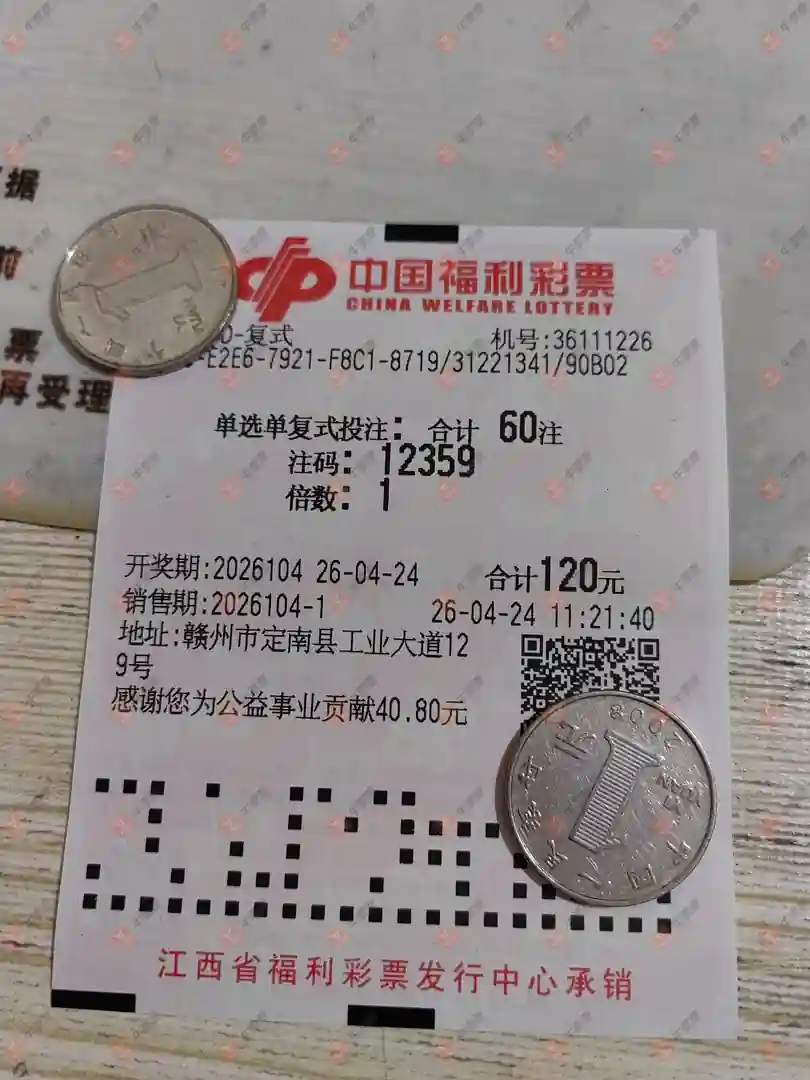 据
前
票
再受理
中国福利彩票
CHINA WELFARE LOTTERY
-复式 机号:36111226
-E2E6-7921-F8C1-8719/31221341/90B02
单选单复式投注: 合计 60注
注码: 12359
倍数: 1
开奖期:2026104 26-04-24 合计120元
销售期:2026104-1 26-04-24 11:21:40
地址:赣州市定南县工业大道12
9号
感谢您为公益事业贡献40.80元
2008
1
YI YUAN
江西省福利彩票发行中心承销